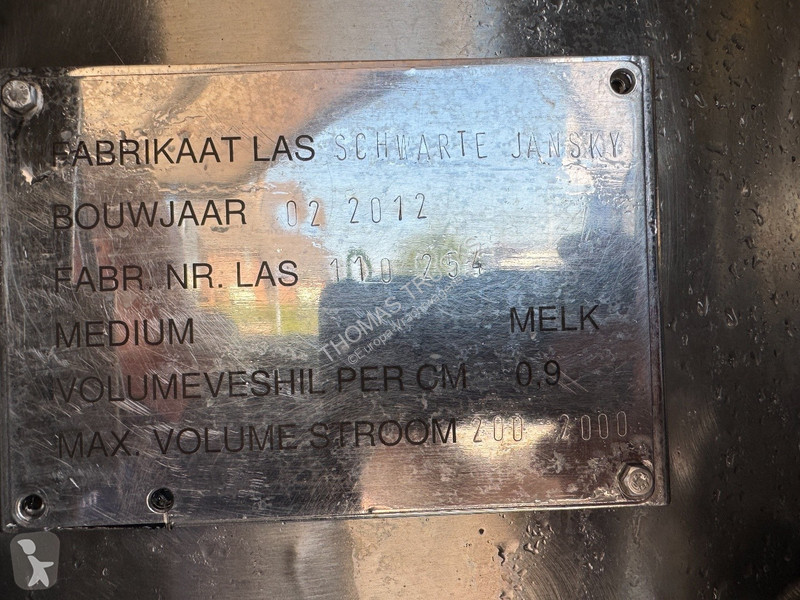 FABRIKAAT LAS SCHWARTE JANSKY
BOUWJAAR 02 2012
FABR. NR. LAS 110 254
MEDIUM MELK
VOLUMEVESHIL PER CM 0,9
MAX. VOLUME STROOM 200 2000
THOMAS